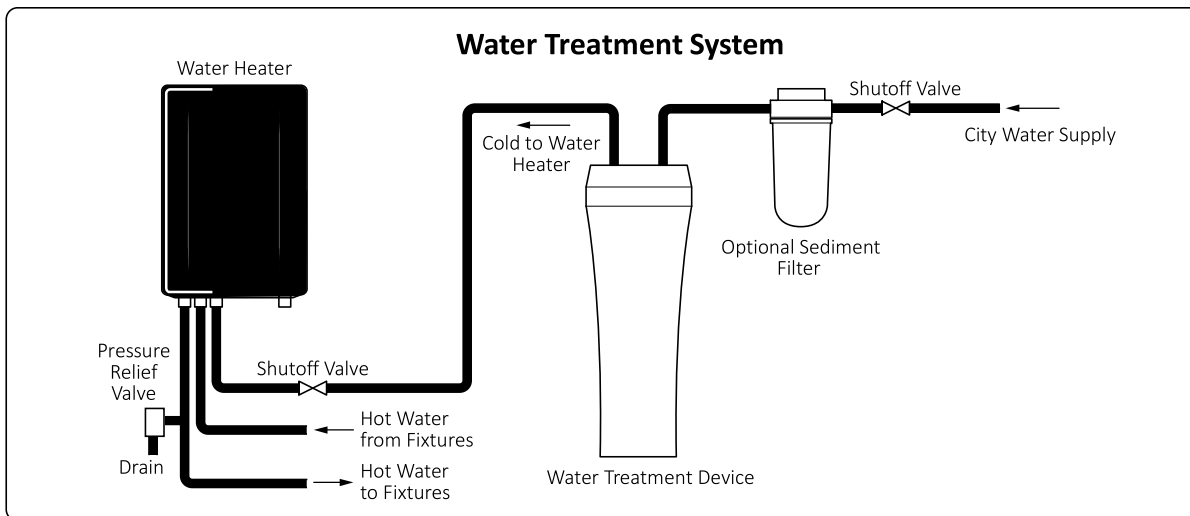 Water Treatment System
Water Heater
Shutoff Valve
City Water Supply
Cold to Water
Heater
Optional Sediment
Filter
Pressure
Relief
Valve
Shutoff Valve
Hot Water
from Fixtures
Drain
Hot Water
to Fixtures
Water Treatment Device